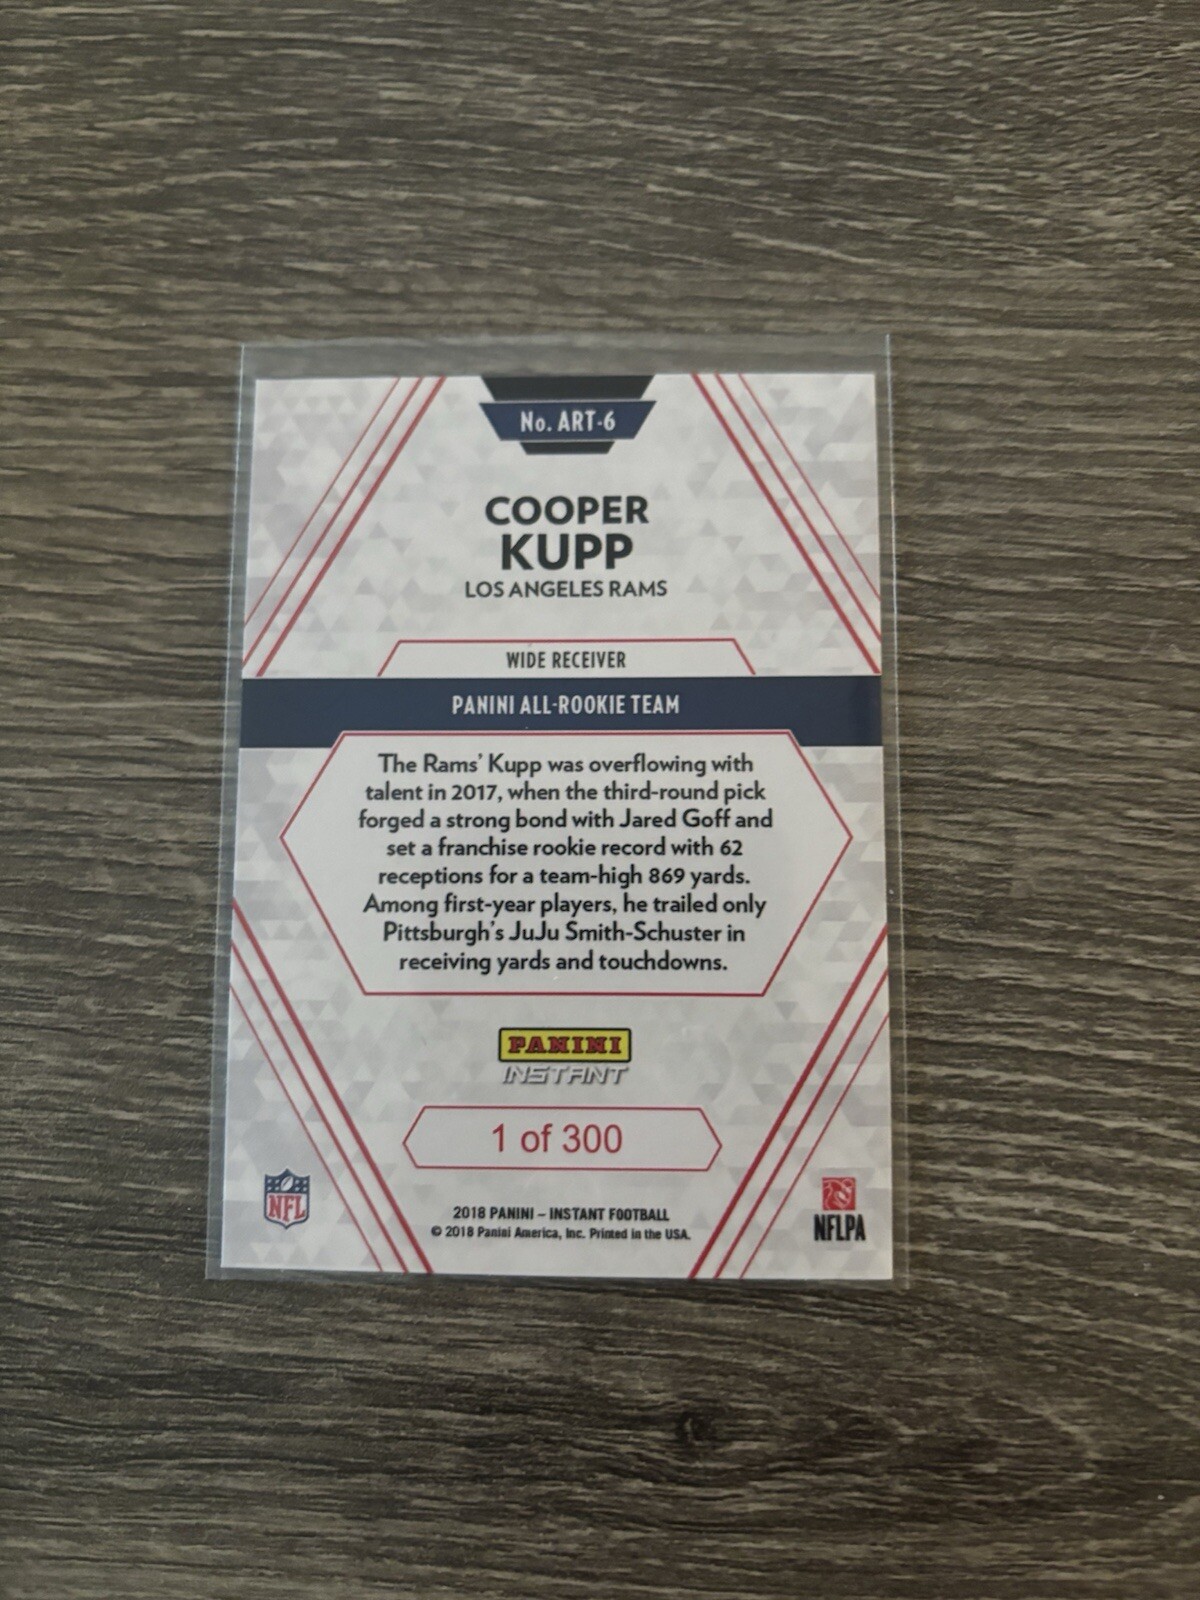 No. ART-6
COOPER
KUPP
LOS ANGELES RAMS
WIDE RECEIVER
PANINI ALL-ROOKIE TEAM
The Rams' Kupp was overflowing with
talent in 2017, when the third-round pick
forged a strong bond with Jared Goff and
set a franchise rookie record with 62
receptions for a team-high 869 yards.
Among first-year players, he trailed only
Pittsburgh's JuJu Smith-Schuster in
receiving yards and touchdowns.
PANINI
INSTANT
1 of 300
NFL
2018 PANINI – INSTANT FOOTBALL
© 2018 Panini America, Inc. Printed in the USA.
NFLPA